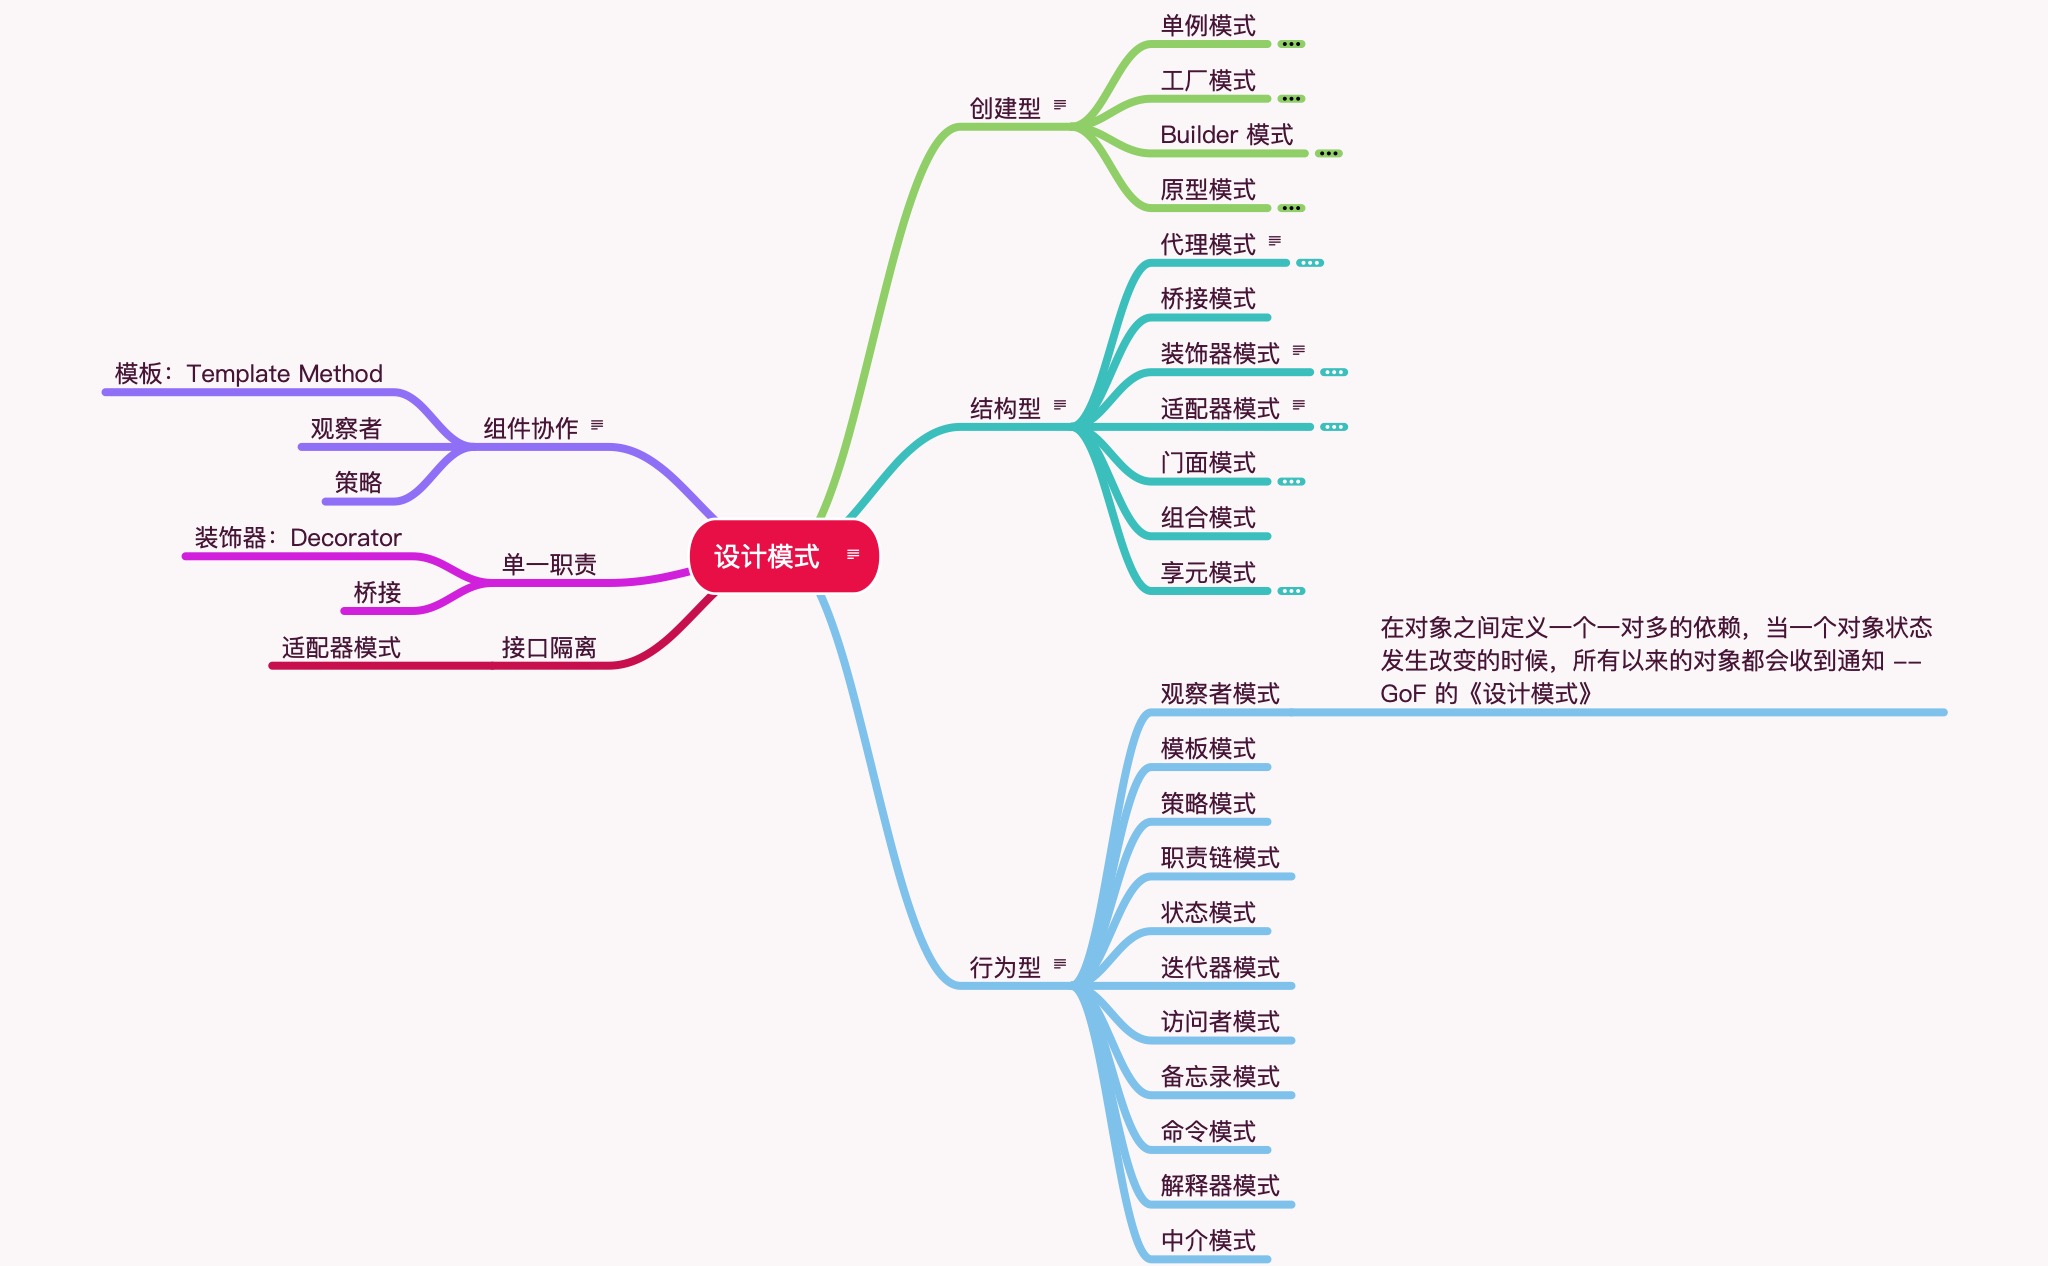 设计模式
创建型
单例模式
工厂模式
Builder 模式
原型模式
结构型
代理模式
桥接模式
装饰器模式
适配器模式
门面模式
组合模式
享元模式
行为型
观察者模式
在对象之间定义一个一对多的依赖，当一个对象状态
发生改变的时候，所有以来的对象都会收到通知 --
GoF 的《设计模式》
模板模式
策略模式
职责链模式
状态模式
迭代器模式
访问者模式
备忘录模式
命令模式
解释器模式
中介模式
组件协作
模板：Template Method
观察者
策略
单一职责
装饰器：Decorator
桥接
接口隔离
适配器模式